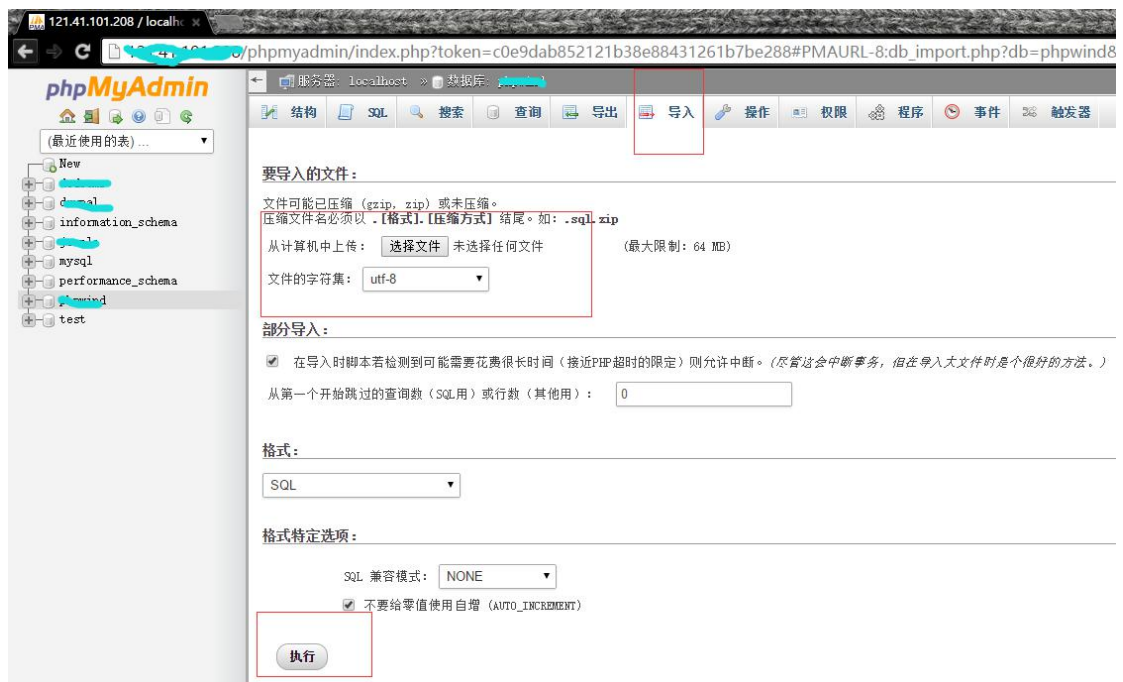 121.41.101.208 / localh
/phpmyadmin/index.php?token=c0e9dab852121b38e88431261b7be288#PMAURL-8:db_import.php?db=phpwind&
phpMyAdmin
服务器: localhost » 数据库:
结构 SQL 搜索 查询 导出 导入 操作 权限 程序 事件 触发器
(最近使用的表) ...
New
information_schema
mysql
performance_schema
test
要导入的文件:
文件可能已压缩 (gzip, zip) 或未压缩。
压缩文件名必须以 .[格式].[压缩方式] 结尾。如: .sql.zip
从计算机中上传: 选择文件 未选择任何文件 (最大限制: 64 MB)
文件的字符集: utf-8
部分导入:
在导入时脚本若检测到可能需要花费很长时间(接近PHP超时的限定)则允许中断。(尽管这会中断事务, 但在导入大文件时是个很好的方法。)
从第一个开始跳过的查询数(SQL用)或行数(其他用): 0
格式:
SQL
格式特定选项:
SQL 兼容模式: NONE
不要给零值使用自增 (AUTO_INCREMENT)
执行